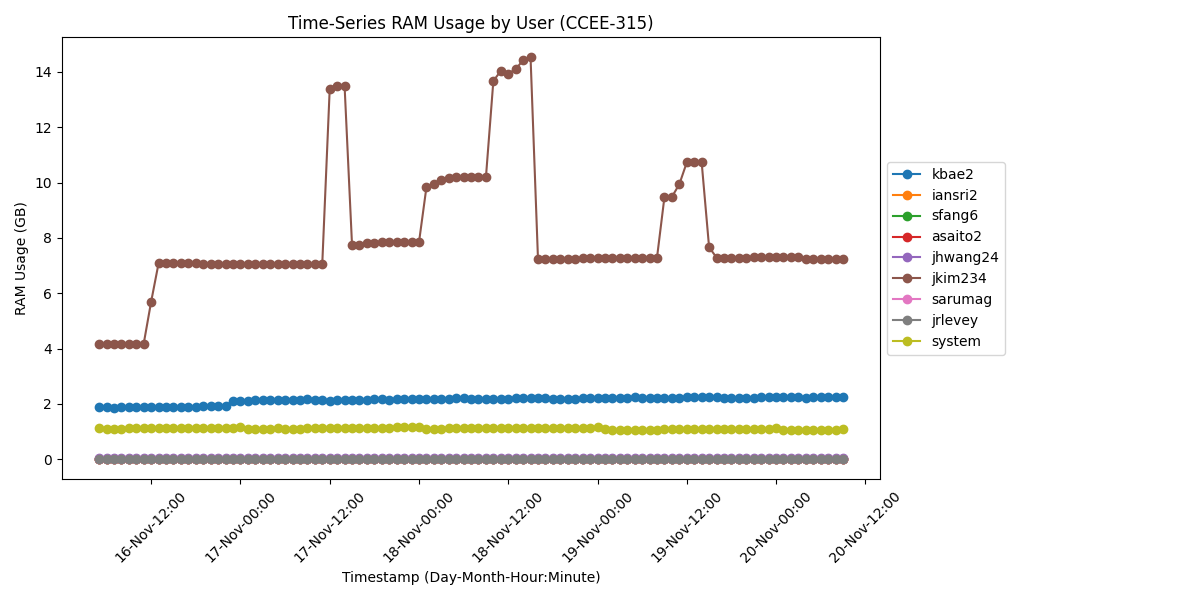 Time-Series RAM Usage by User (CCEE-315)
RAM Usage (GB)
14
12
10
8
6
4
2
0
16-Nov-12:00
17-Nov-00:00
17-Nov-12:00
18-Nov-00:00
18-Nov-12:00
19-Nov-00:00
19-Nov-12:00
20-Nov-00:00
20-Nov-12:00
Timestamp (Day-Month-Hour:Minute)
kbae2
iansri2
sfang6
asaito2
jhwang24
jkim234
sarumag
jrlevey
system